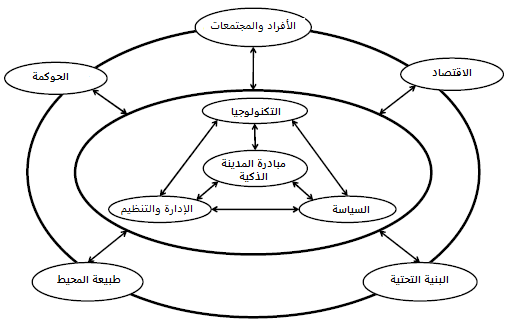 الأفراد والمجتمعات
الاقتصاد
الحوكمة
التكنولوجيا
مبادرة المدينة
الذكية
السياسة
الإدارة والتنظيم
البنية التحتية
طبيعة المحيط